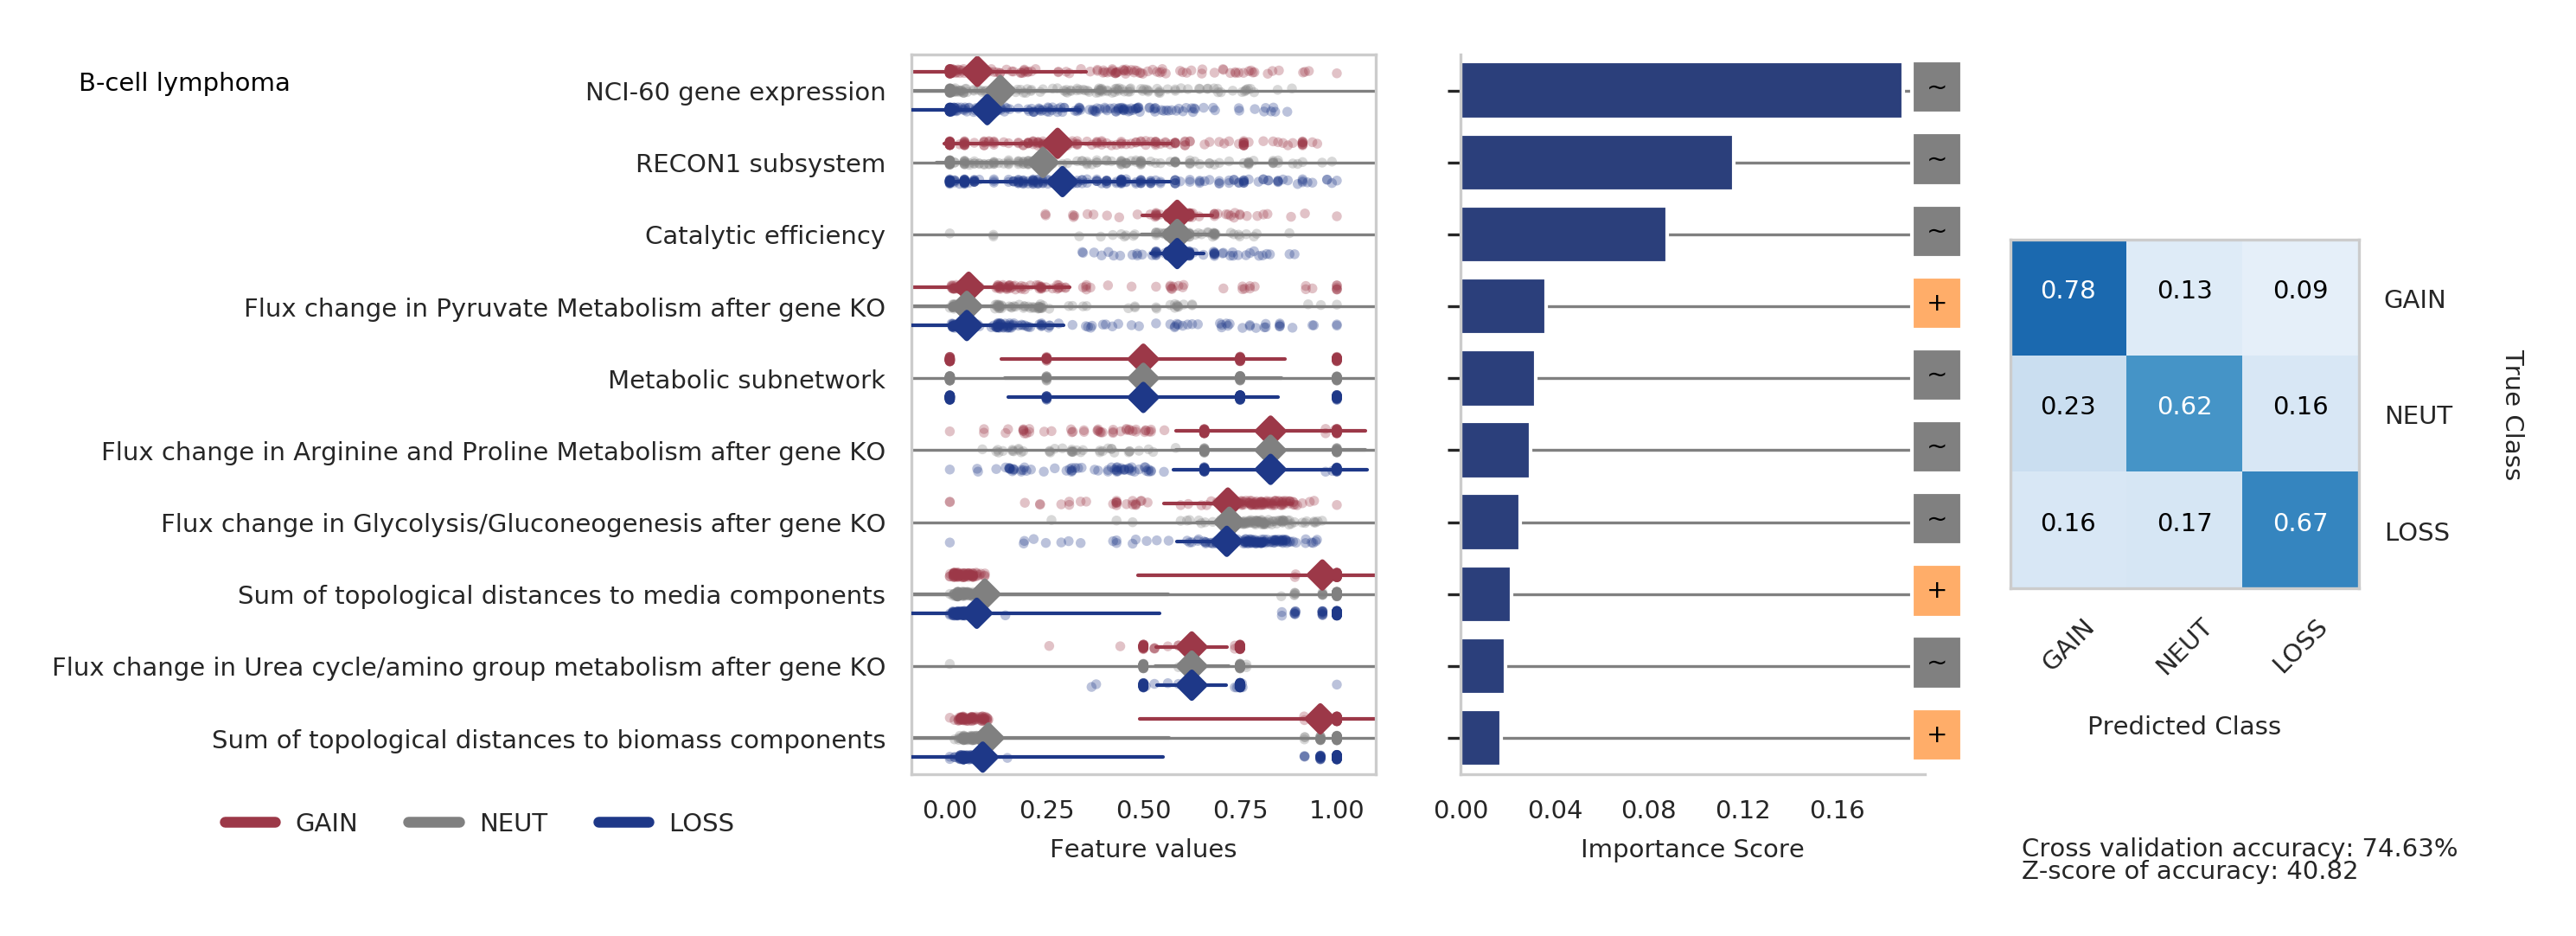 B-cell lymphoma
NCI-60 gene expression
RECON1 subsystem
Catalytic efficiency
Flux change in Pyruvate Metabolism after gene KO
Metabolic subnetwork
Flux change in Arginine and Proline Metabolism after gene KO
Flux change in Glycolysis/Gluconeogenesis after gene KO
Sum of topological distances to media components
Flux change in Urea cycle/amino group metabolism after gene KO
Sum of topological distances to biomass components
GAIN NEUT LOSS
0.00 0.25 0.50 0.75 1.00
Feature values
~
~
~
+
~
~
~
+
~
+
0.00 0.04 0.08 0.12 0.16
Importance Score
0.78 0.13 0.09 GAIN
0.23 0.62 0.16 NEUT
0.16 0.17 0.67 LOSS
True Class
GAIN NEUT LOSS
Predicted Class
Cross validation accuracy: 74.63%
Z-score of accuracy: 40.82